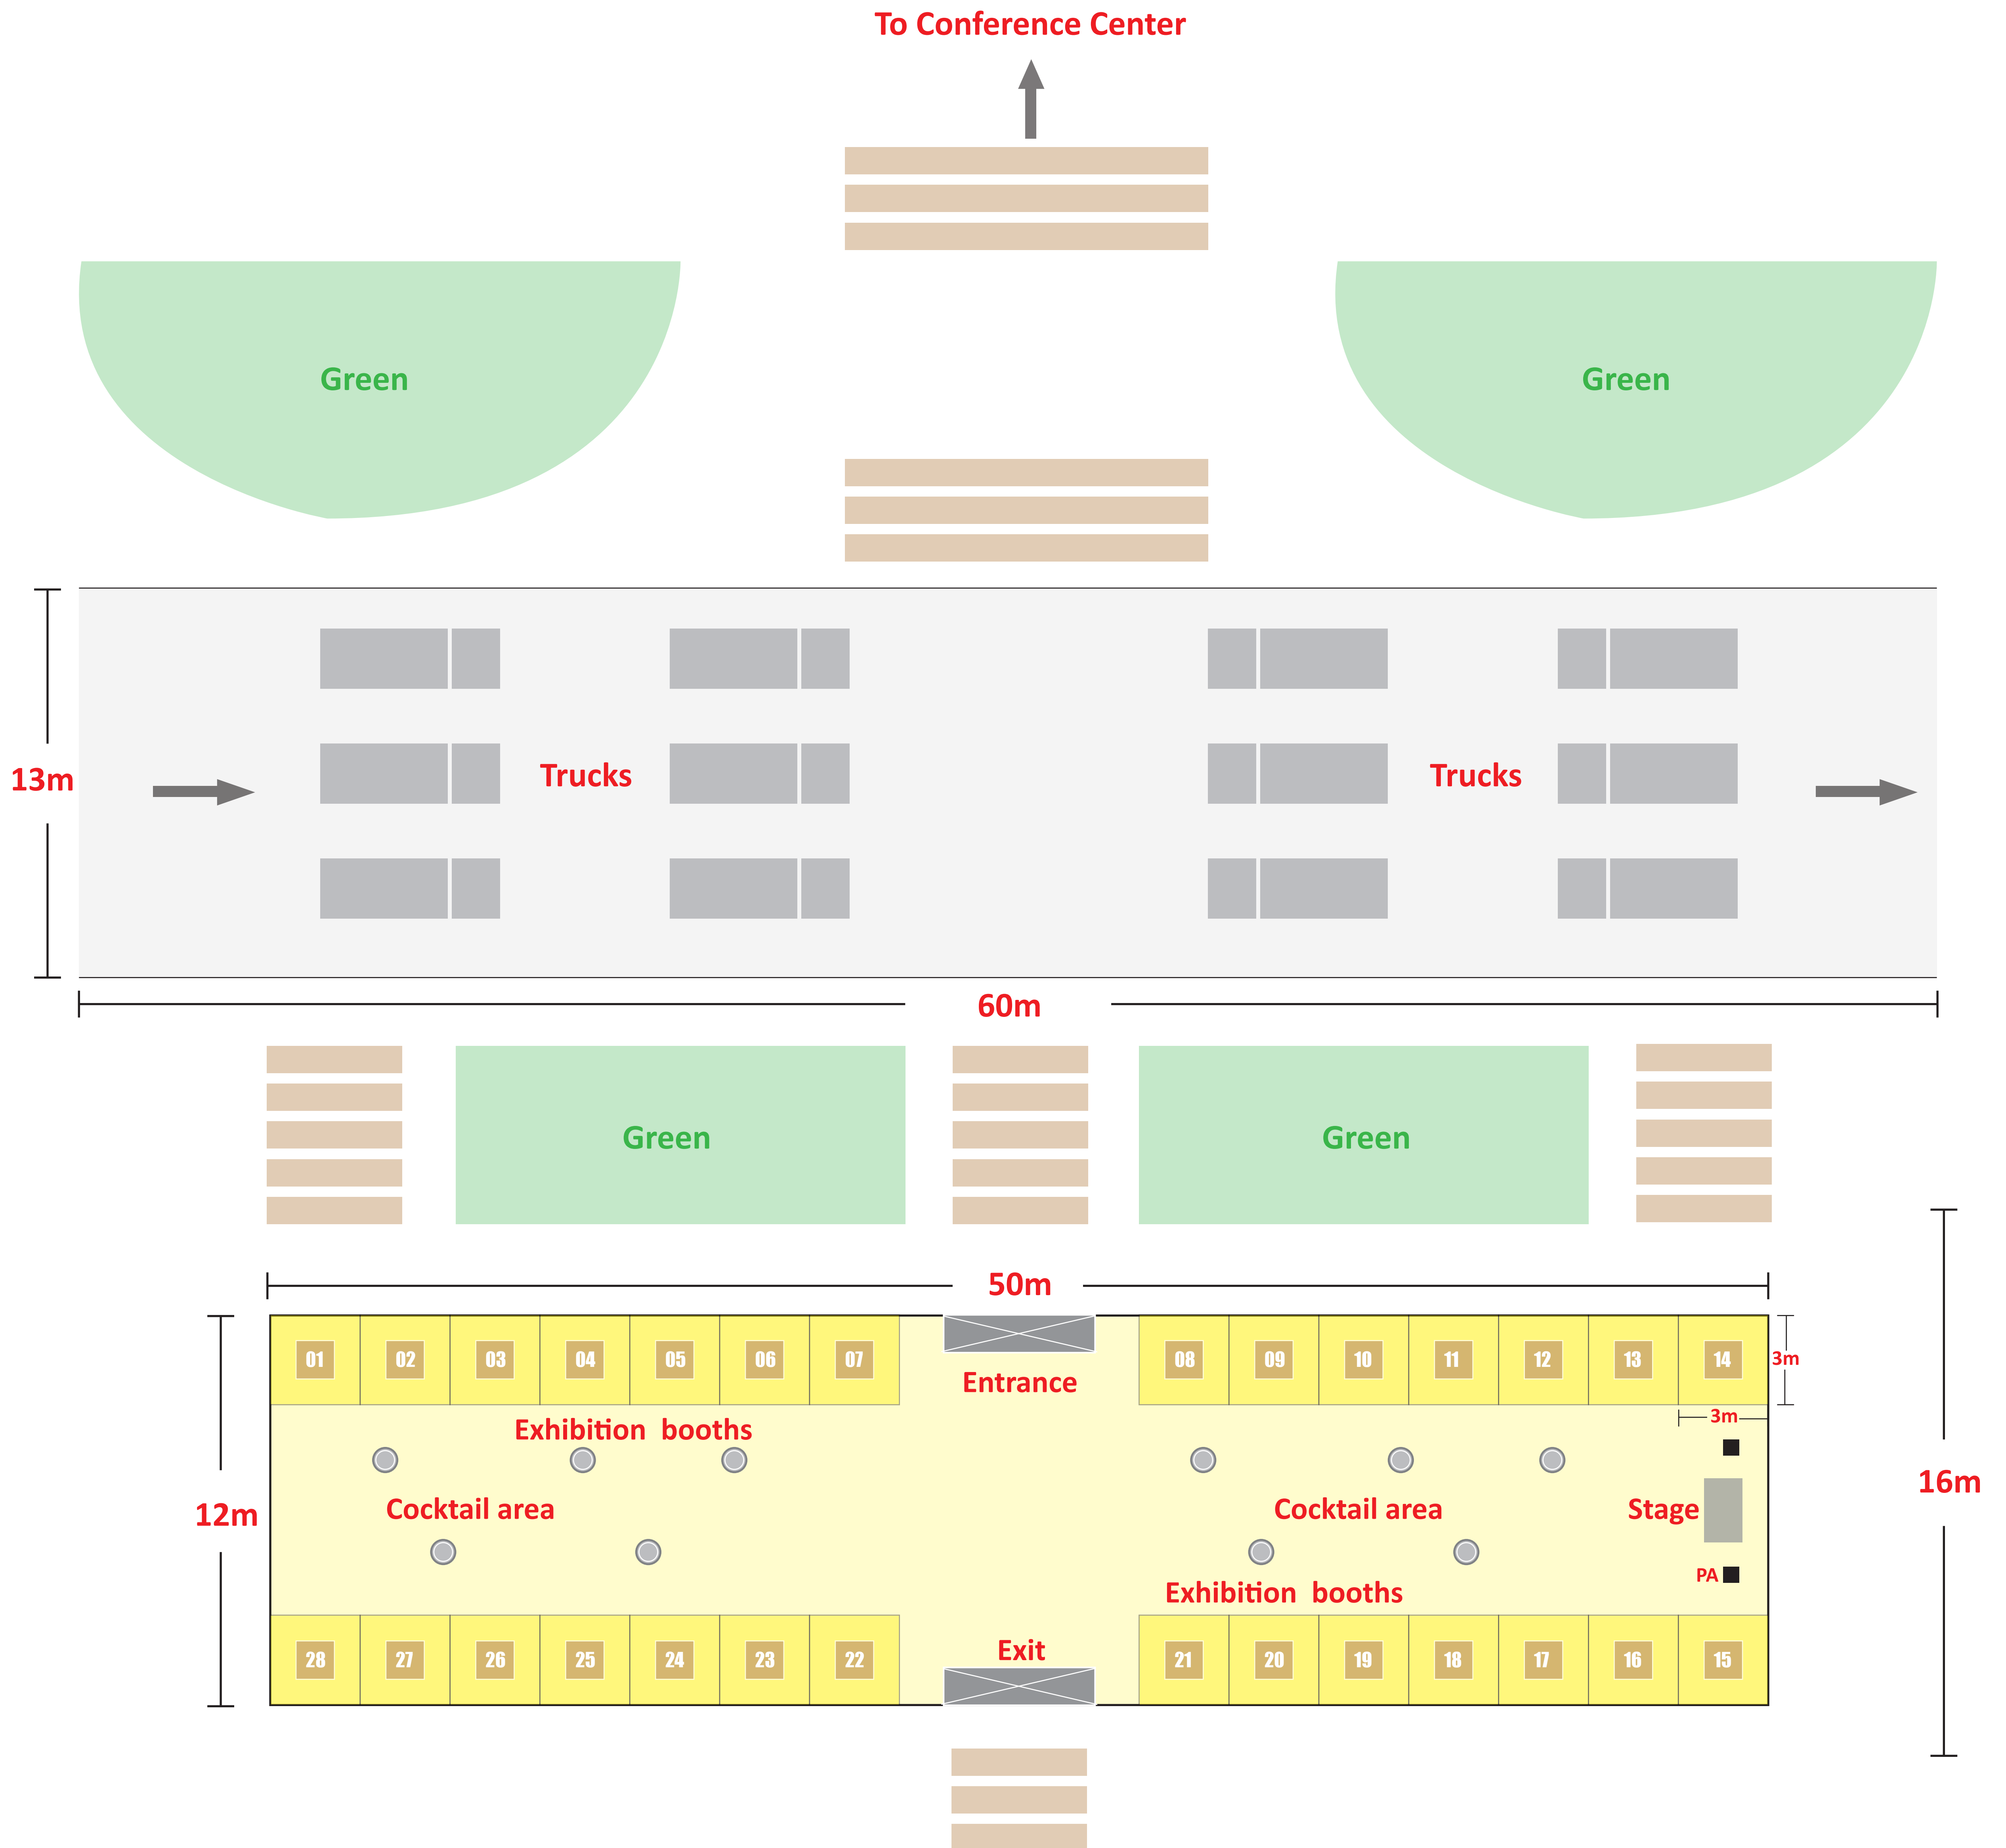 To Conference Center
Green
Green
13m
Trucks
Trucks
60m
Green
Green
50m
01 02 03 04 05 06 07
08 09 10 11 12 13 14
3m
Entrance
3m
Exhibition booths
Cocktail area
Cocktail area
Stage
12m
16m
PA
Exhibition booths
Exit
28 27 26 25 24 23 22
21 20 19 18 17 16 15